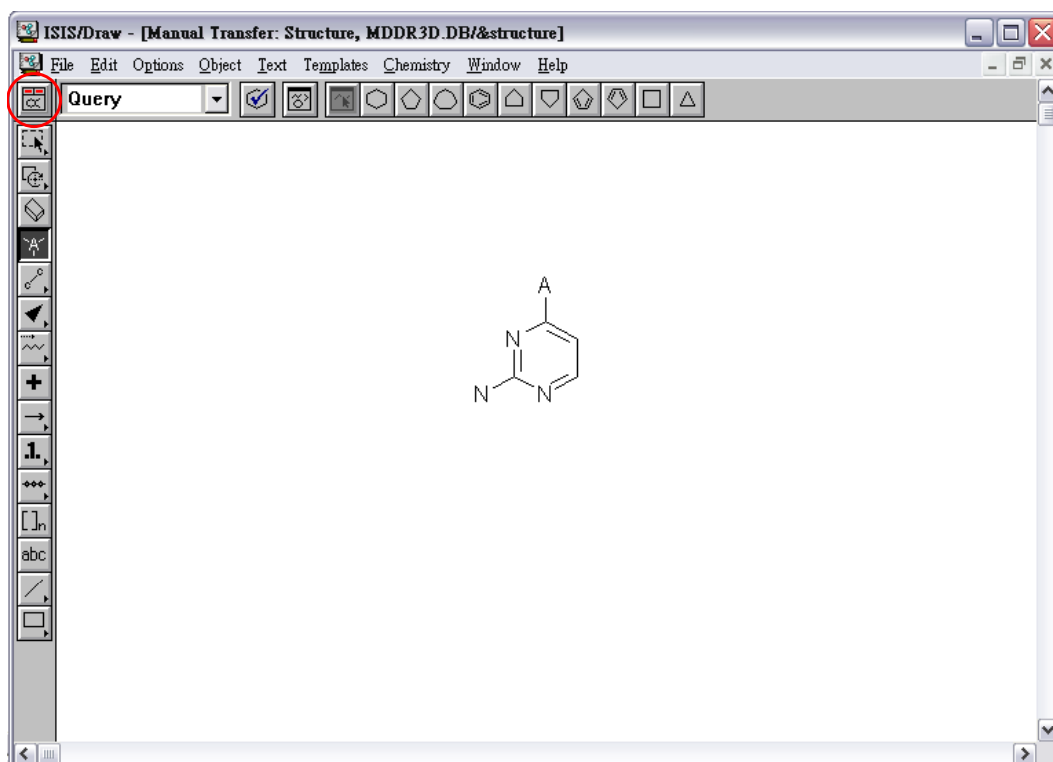 ISIS/Draw - [Manual Transfer: Structure, MDDR3D.DB/&structure]
File Edit Options Object Text Templates Chemistry Window Help
Query
A
.1.
[ ]n
abc
A
N
N
N